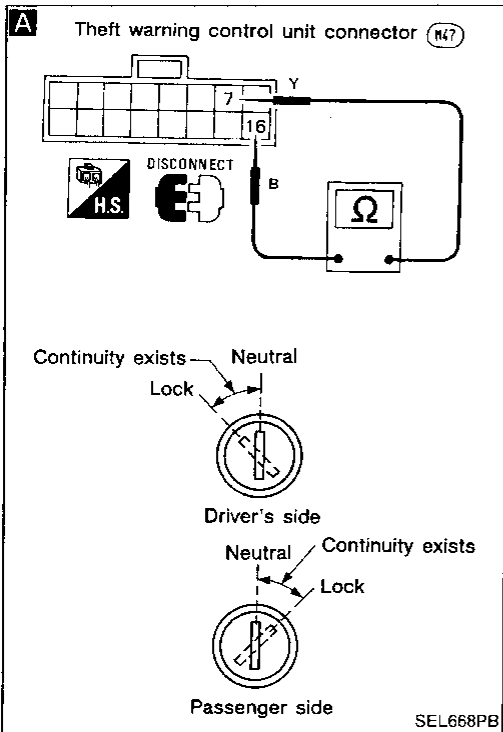 A
Theft warning control unit connector M47
7
Y
16
DISCONNECT
H.S.
B
Ω
Continuity exists
Neutral
Lock
Driver's side
Neutral
Continuity exists
Lock
Passenger side
SEL668PB